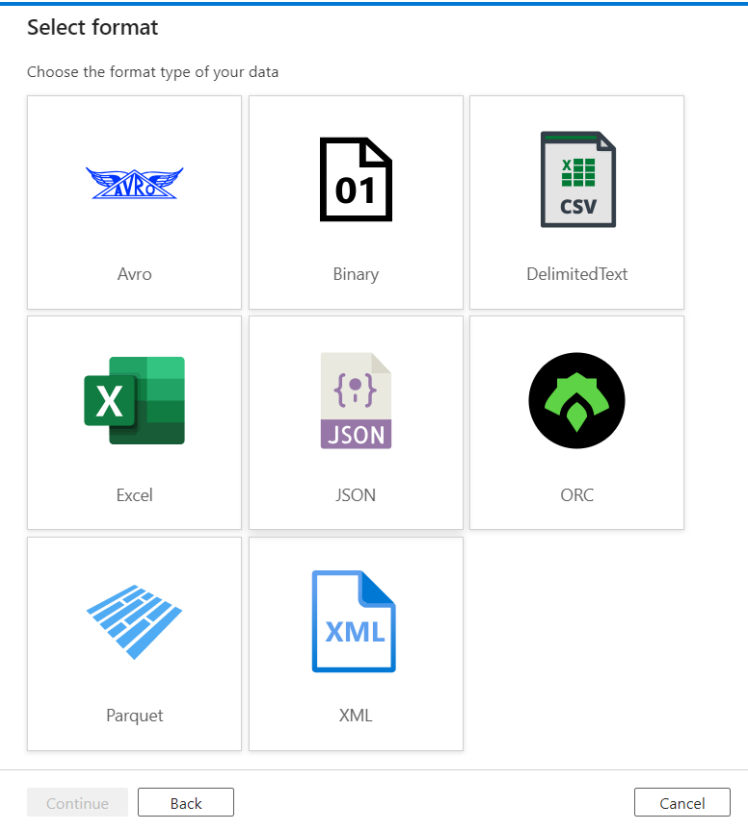 Select format
Choose the format type of your data
AVRO
01
X
CSV
Avro
Binary
DelimitedText
X
{:}
JSON
Excel
JSON
ORC
XML
Parquet
XML
Continue
Back
Cancel